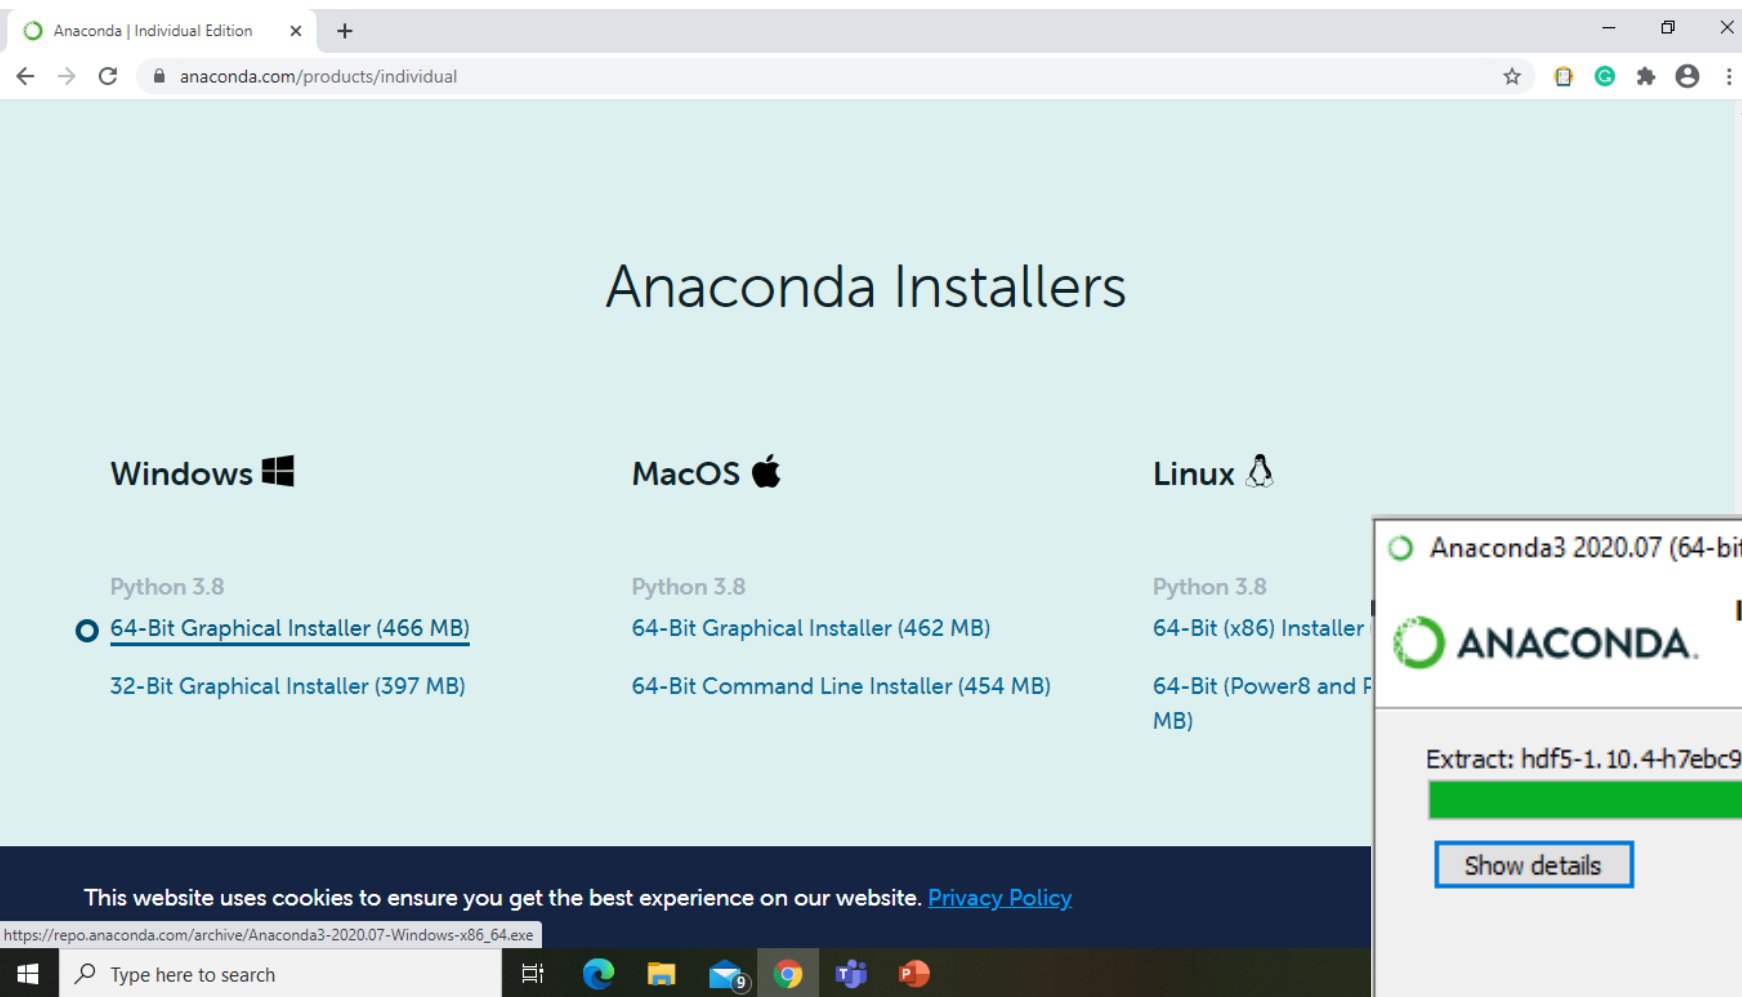 Anaconda | Individual Edition
anaconda.com/products/individual
Anaconda Installers
Windows
MacOS
Linux
Python 3.8
64-Bit Graphical Installer (466 MB)
32-Bit Graphical Installer (397 MB)
Python 3.8
64-Bit Graphical Installer (462 MB)
64-Bit Command Line Installer (454 MB)
Python 3.8
64-Bit (x86) Installer
64-Bit (Power8 and
MB)
Anaconda3 2020.07 (64-bit
ANACONDA.
Extract: hdf5-1.10.4-h7ebc9
Show details
This website uses cookies to ensure you get the best experience on our website. Privacy Policy
https://repo.anaconda.com/archive/Anaconda3-2020.07-Windows-x86_64.exe
Type here to search
9